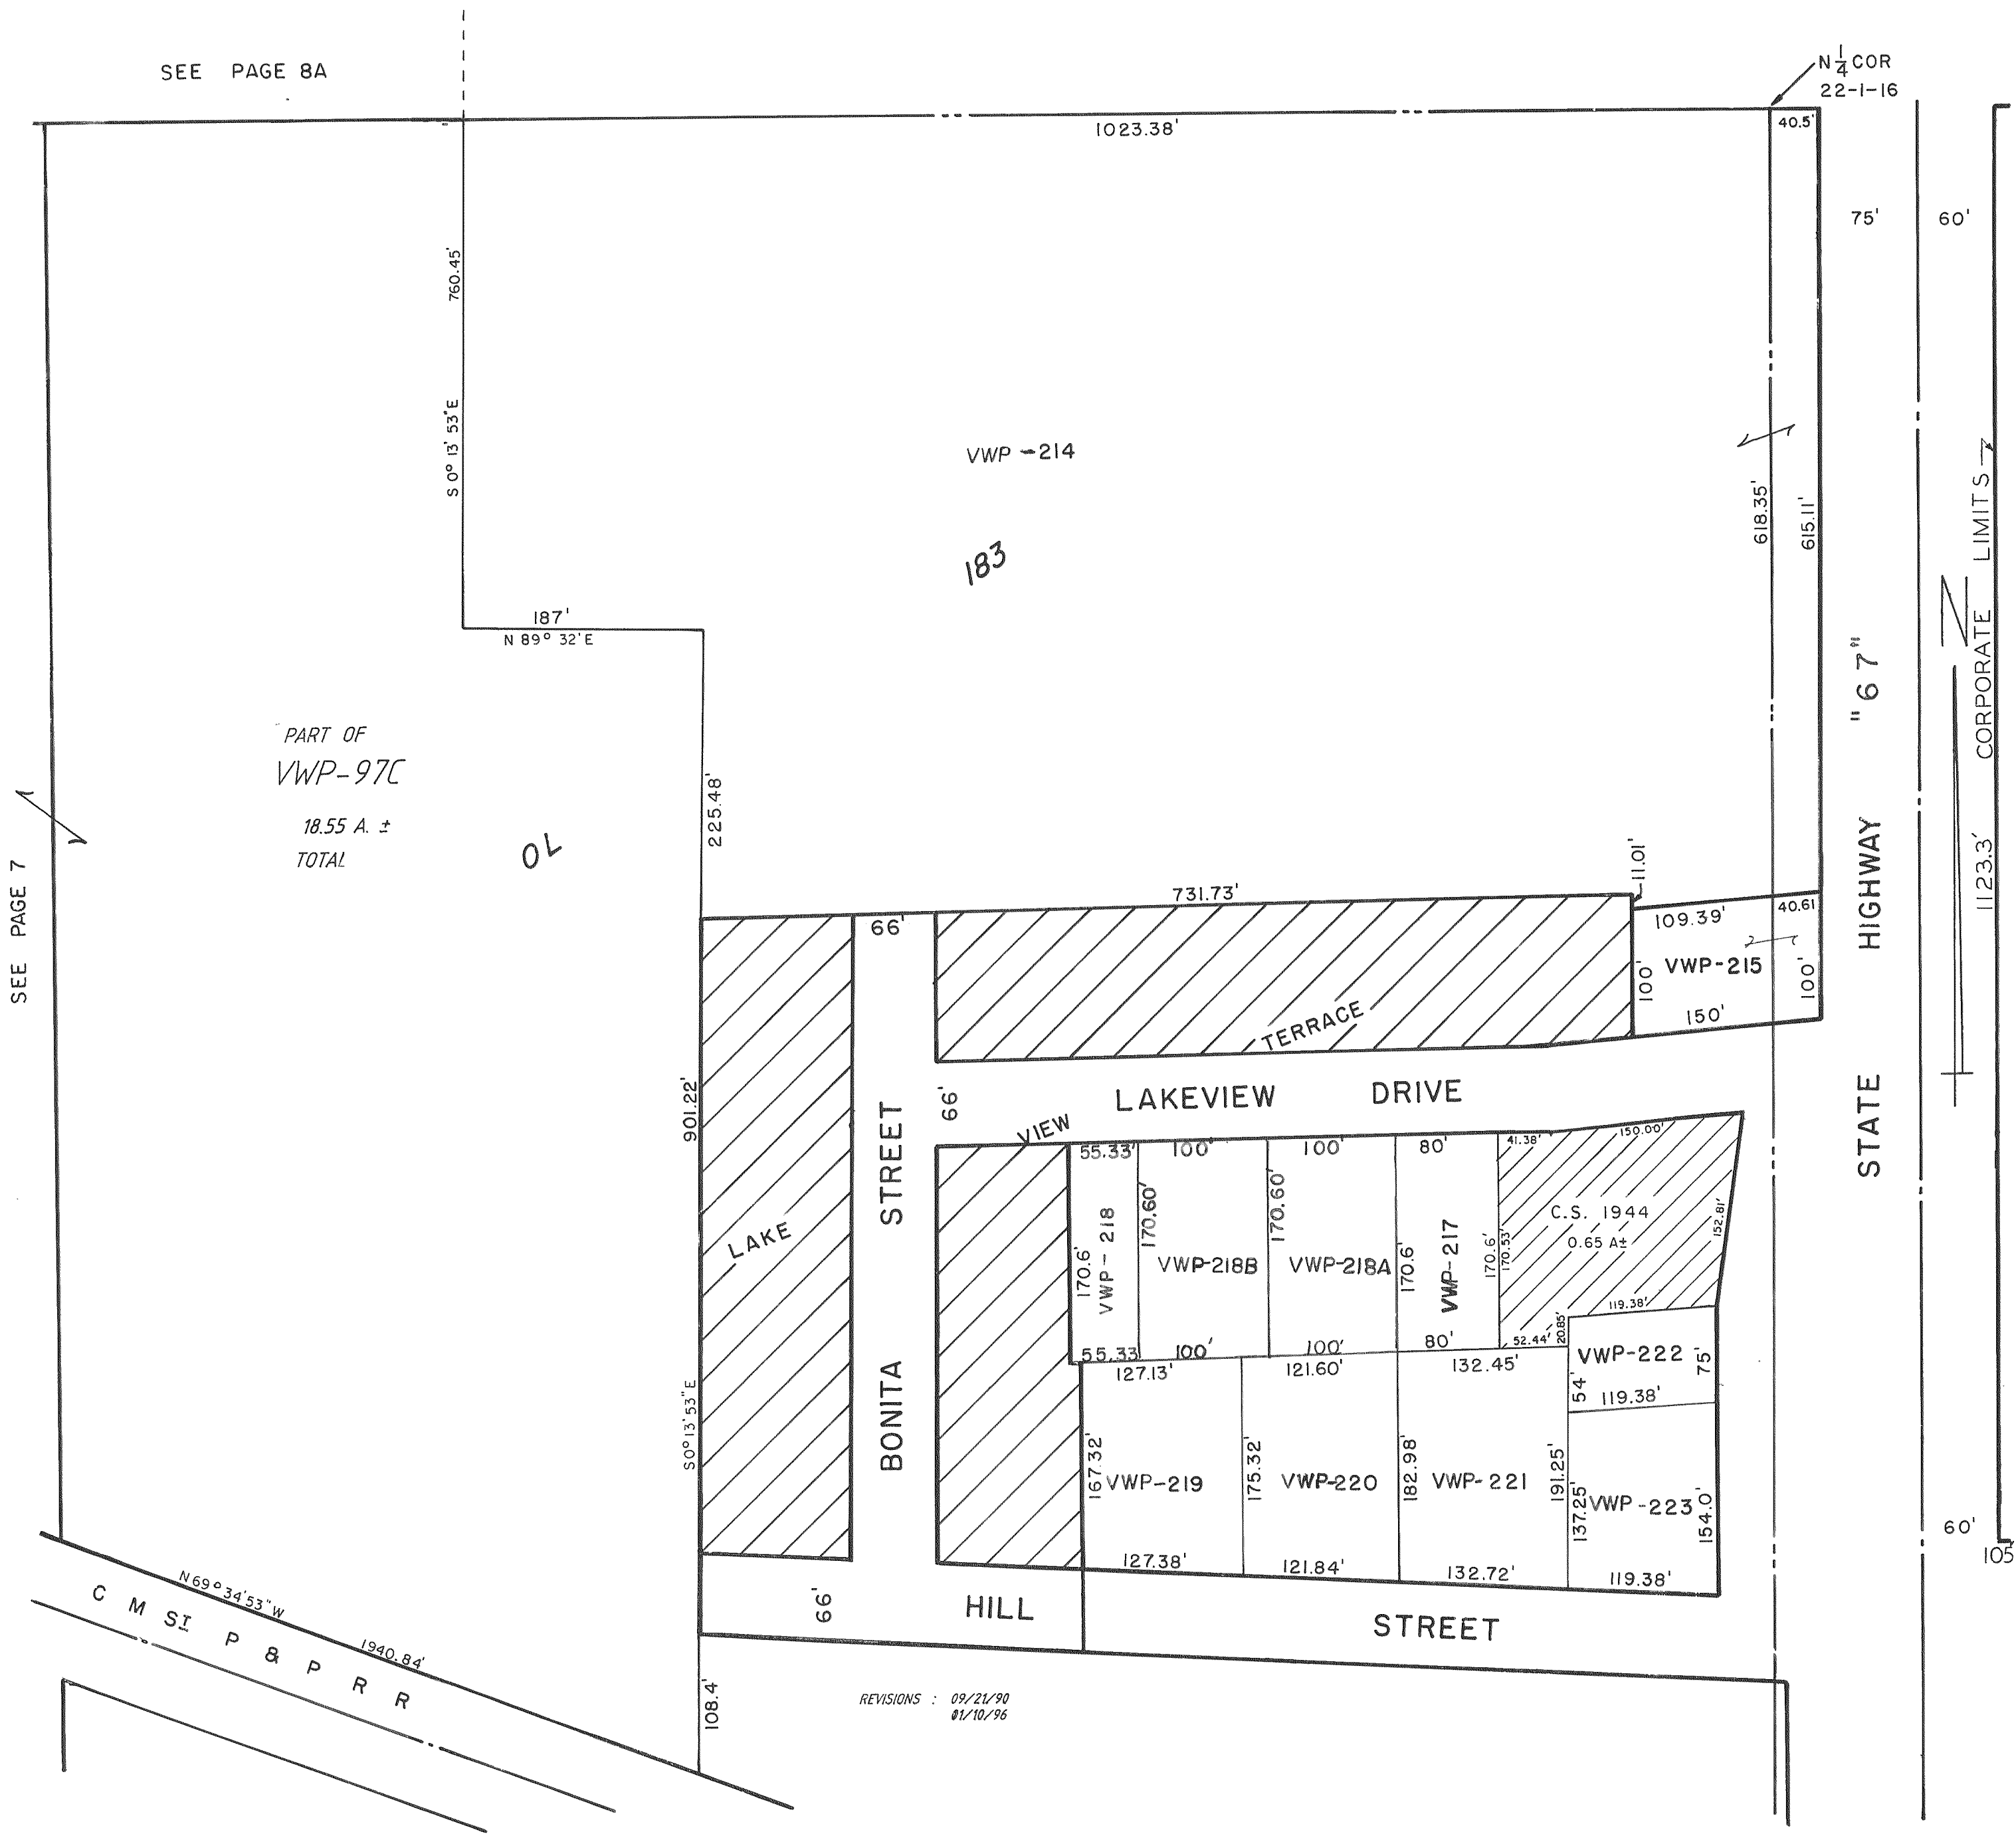 SEE PAGE 8A
N 1/4 COR
22-1-16
1023.38'
40.5'
75'
60'
760.45'
S 0° 13' 53" E
VWP-214
183
618.35'
615.11'
CORPORATE LIMITS
N
1123.3'
187'
N 89° 32' E
STATE HIGHWAY "67"
PART OF
VWP-97C
18.55 A. ±
TOTAL
OL
225.48'
SEE PAGE 7
731.73'
11.01'
66'
109.39'
40.61
VWP-215
100'
100'
150'
TERRACE
LAKEVIEW DRIVE
66'
VIEW
901.22'
BONITA STREET
LAKE
55.33'
100'
100'
80'
41.38'
150.00'
170.6'
VWP-218
170.60'
VWP-218B
170.60'
VWP-218A
170.6'
VWP-217
170.6'
170.53'
C.S. 1944
0.65 A±
152.81'
119.38'
55.33
100'
100'
80'
52.44'
20.85'
127.13'
121.60'
132.45'
VWP-222
75'
54'
119.38'
S0°13'53"E
167.32'
VWP-219
175.32'
VWP-220
182.98'
VWP-221
191.25'
137.25'
VWP-223
154.0'
127.38'
121.84'
132.72'
119.38'
60'
105'
66'
HILL STREET
N69°34'53"W
1940.84'
C M ST P & P R R
108.4'
REVISIONS : 09/21/90
01/10/96